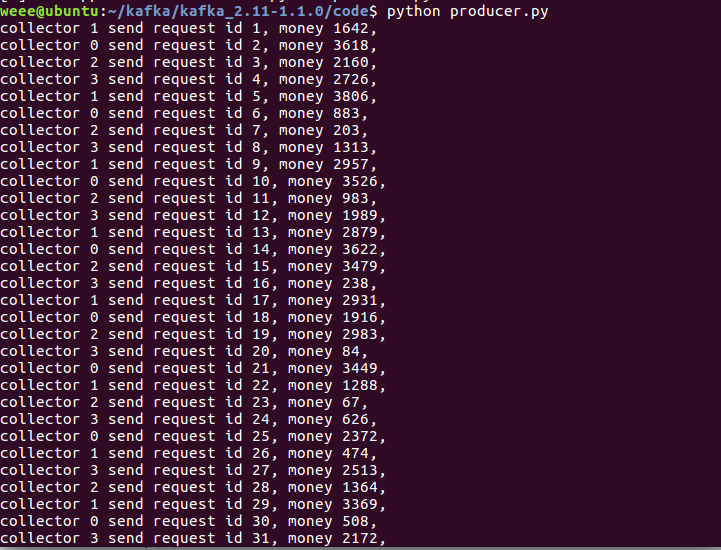 weee@ubuntu:~/kafka/kafka_2.11-1.1.0/code$ python producer.py
collector 1 send request id 1, money 1642,
collector 0 send request id 2, money 3618,
collector 2 send request id 3, money 2160,
collector 3 send request id 4, money 2726,
collector 1 send request id 5, money 3806,
collector 0 send request id 6, money 883,
collector 2 send request id 7, money 203,
collector 3 send request id 8, money 1313,
collector 1 send request id 9, money 2957,
collector 0 send request id 10, money 3526,
collector 2 send request id 11, money 983,
collector 3 send request id 12, money 1989,
collector 1 send request id 13, money 2879,
collector 0 send request id 14, money 3622,
collector 2 send request id 15, money 3479,
collector 3 send request id 16, money 238,
collector 1 send request id 17, money 2931,
collector 0 send request id 18, money 1916,
collector 2 send request id 19, money 2983,
collector 3 send request id 20, money 84,
collector 0 send request id 21, money 3449,
collector 1 send request id 22, money 1288,
collector 2 send request id 23, money 67,
collector 3 send request id 24, money 626,
collector 0 send request id 25, money 2372,
collector 1 send request id 26, money 474,
collector 3 send request id 27, money 2513,
collector 2 send request id 28, money 1364,
collector 1 send request id 29, money 3369,
collector 0 send request id 30, money 508,
collector 3 send request id 31, money 2172,